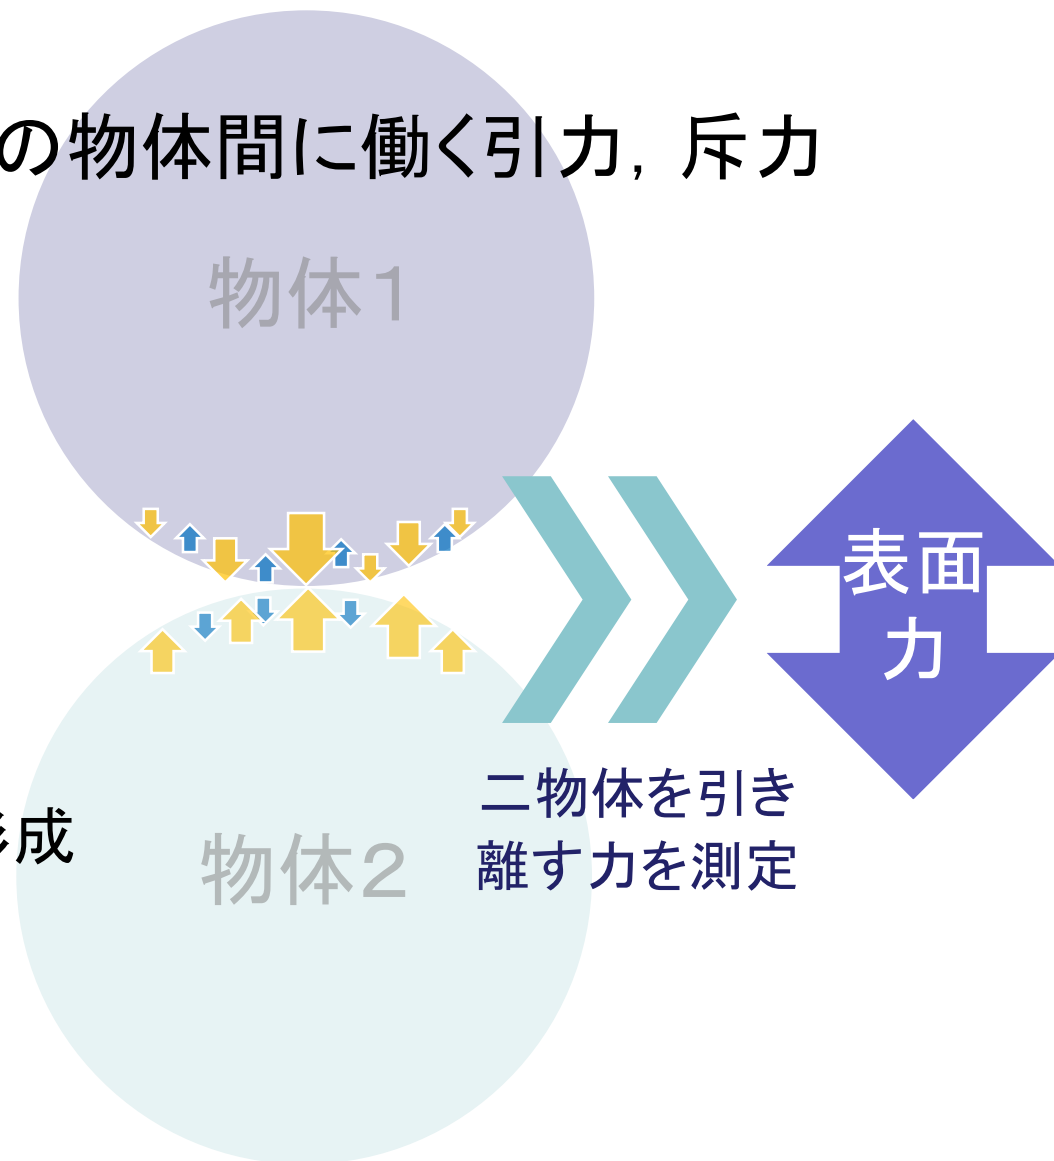 の物体間に働く引力，斥力
物体１
表面
力
二物体を引き
離す力を測定
形成
物体２